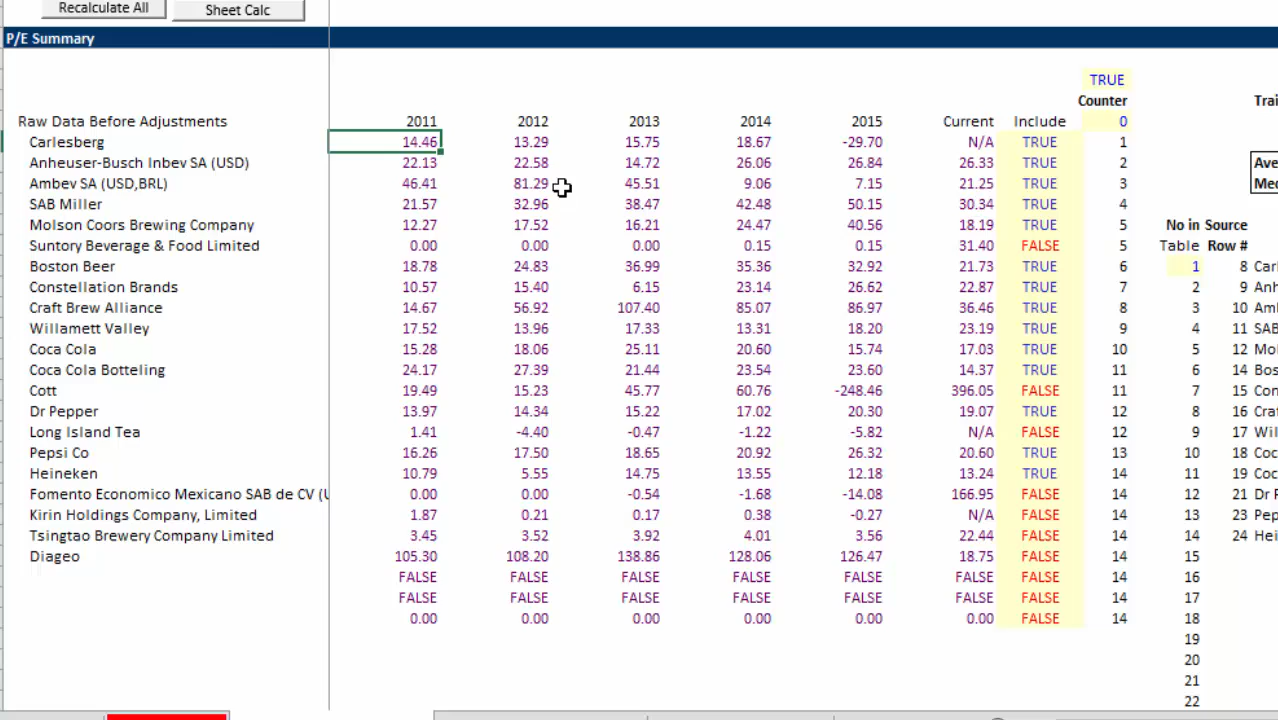 Recalculate All Sheet Calc
P/E Summary
TRUE
Counter Trai
Raw Data Before Adjustments 2011 2012 2013 2014 2015 Current Include 0
Carlesberg 14.46 13.29 15.75 18.67 -29.70 N/A TRUE 1
Anheuser-Busch Inbev SA (USD) 22.13 22.58 14.72 26.06 26.84 26.33 TRUE 2 Ave
Ambev SA (USD,BRL) 46.41 81.29 45.51 9.06 7.15 21.25 TRUE 3 Med
SAB Miller 21.57 32.96 38.47 42.48 50.15 30.34 TRUE 4
Molson Coors Brewing Company 12.27 17.52 16.21 24.47 40.56 18.19 TRUE 5 No in Source
Suntory Beverage & Food Limited 0.00 0.00 0.00 0.15 0.15 31.40 FALSE 5 Table Row #
Boston Beer 18.78 24.83 36.99 35.36 32.92 21.73 TRUE 6 1 8 Carl
Constellation Brands 10.57 15.40 6.15 23.14 26.62 22.87 TRUE 7 2 9 Anh
Craft Brew Alliance 14.67 56.92 107.40 85.07 86.97 36.46 TRUE 8 3 10 Aml
Willamett Valley 17.52 13.96 17.33 13.31 18.20 23.19 TRUE 9 4 11 SAB
Coca Cola 15.28 18.06 25.11 20.60 15.74 17.03 TRUE 10 5 12 Mol
Coca Cola Botteling 24.17 27.39 21.44 23.54 23.60 14.37 TRUE 11 6 14 Bos
Cott 19.49 15.23 45.77 60.76 -248.46 396.05 FALSE 11 7 15 Con
Dr Pepper 13.97 14.34 15.22 17.02 20.30 19.07 TRUE 12 8 16 Craf
Long Island Tea 1.41 -4.40 -0.47 -1.22 -5.82 N/A FALSE 12 9 17 Will
Pepsi Co 16.26 17.50 18.65 20.92 26.32 20.60 TRUE 13 10 18 Coc
Heineken 10.79 5.55 14.75 13.55 12.18 13.24 TRUE 14 11 19 Coc
Fomento Economico Mexicano SAB de CV (U 0.00 0.00 -0.54 -1.68 -14.08 166.95 FALSE 14 12 21 Dr P
Kirin Holdings Company, Limited 1.87 0.21 0.17 0.38 -0.27 N/A FALSE 14 13 23 Pep
Tsingtao Brewery Company Limited 3.45 3.52 3.92 4.01 3.56 22.44 FALSE 14 14 24 Hei
Diageo 105.30 108.20 138.86 128.06 126.47 18.75 FALSE 14 15
FALSE FALSE FALSE FALSE FALSE FALSE FALSE 14 16
FALSE FALSE FALSE FALSE FALSE FALSE FALSE 14 17
0.00 0.00 0.00 0.00 0.00 0.00 FALSE 14 18
19
20
21
22